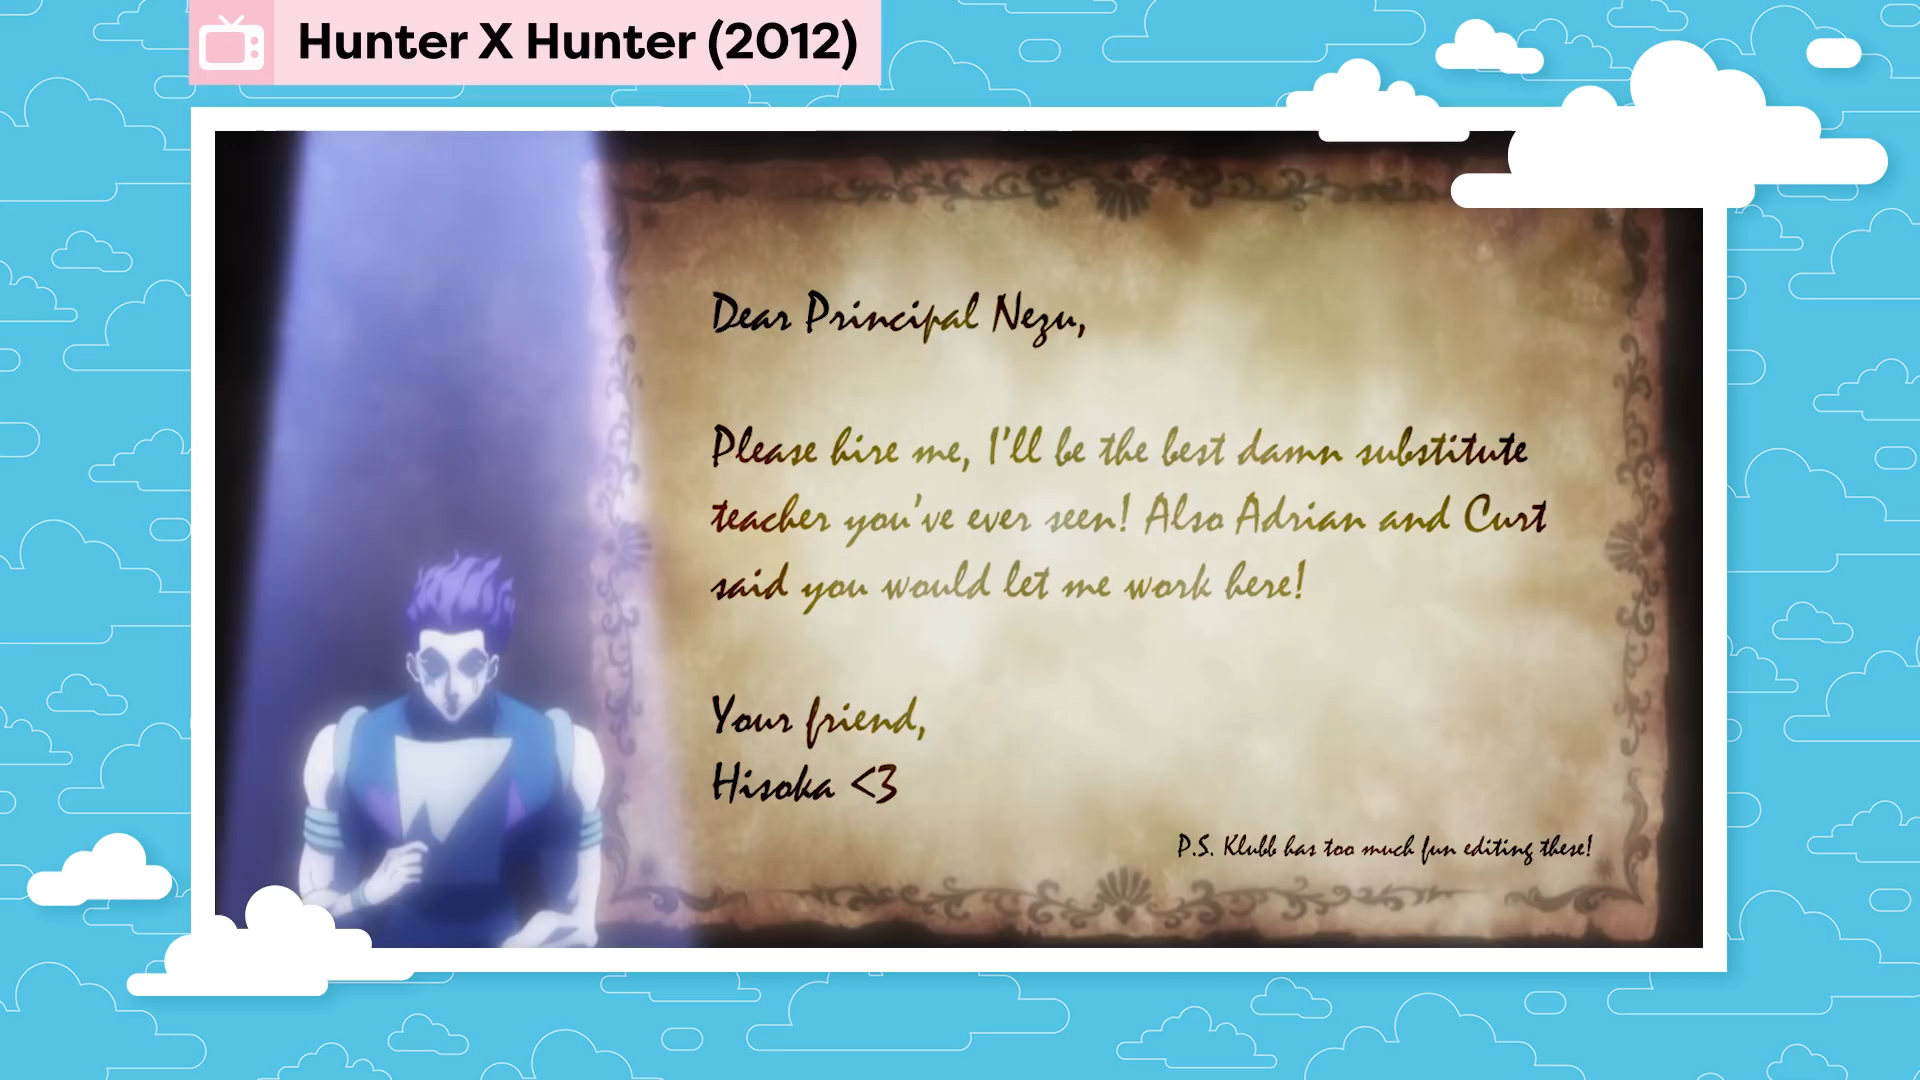 Hunter X Hunter (2012)
Dear Principal Nezu,
Please hire me, I'll be the best damn substitute
teacher you've ever seen! Also Adrian and Curt
said you would let me work here!
Your friend,
Hisoka <3
P.S. Klubb has too much fun editing these!